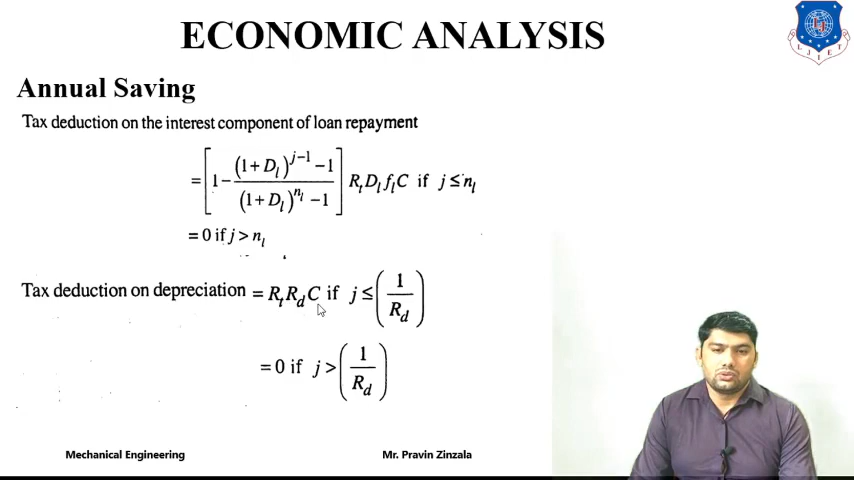 ECONOMIC ANALYSIS
LJIET
Annual Saving
Tax deduction on the interest component of loan repayment
= [1 - ((1+D_l)^{j-1} - 1) / ((1+D_l)^{n_l} - 1)] R_t D_l f_l C if j ≤ n_l
= 0 if j > n_l
Tax deduction on depreciation = R_t R_d C if j ≤ (1/R_d)
= 0 if j > (1/R_d)
Mechanical Engineering
Mr. Pravin Zinzala